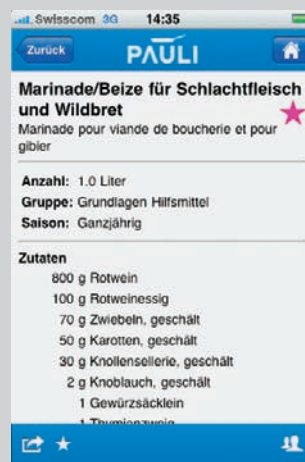 Swisscom 3G 14:35
Zurück PAULI
Marinade/Beize für Schlachtfleisch
und Wildbret
Marinade pour viande de boucherie et pour
gibier
Anzahl: 1.0 Liter
Gruppe: Grundlagen Hilfsmittel
Saison: Ganzjährig
Zutaten
800 g Rotwein
100 g Rotweinessig
70 g Zwiebeln, geschält
50 g Karotten, geschält
30 g Knollensellerie, geschält
2 g Knoblauch, geschält
1 Gewürzsäcklein
1 Thymianzweig